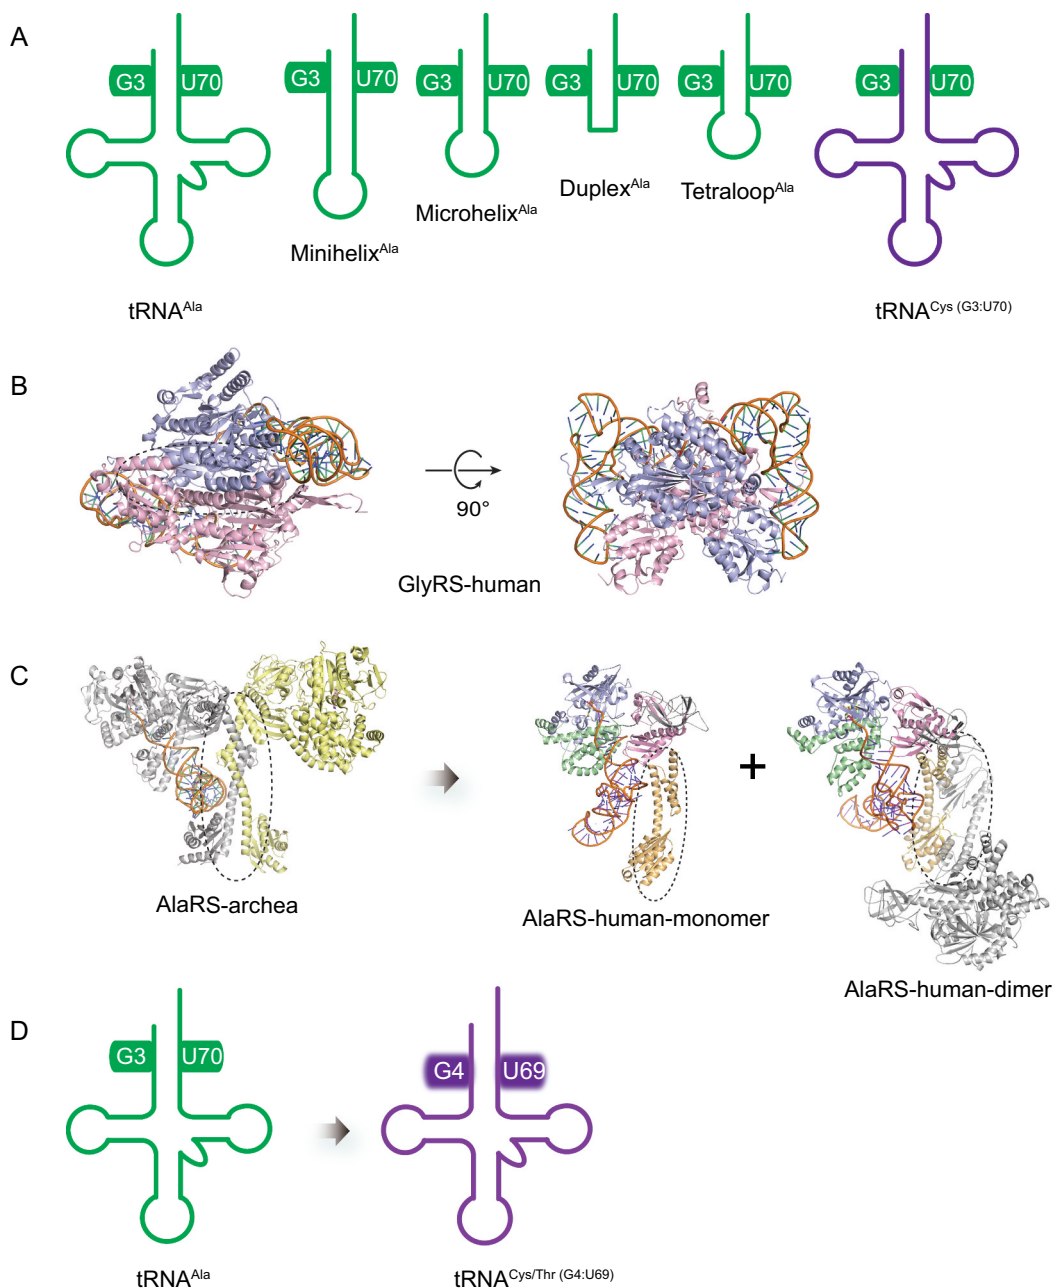 A
G3 U70
G3 U70
G3 U70
G3 U70
G3 U70
G3 U70
tRNA^Ala
Minihelix^Ala
Microhelix^Ala
Duplex^Ala
Tetraloop^Ala
tRNA^Cys (G3:U70)
B
90°
GlyRS-human
C
+
AlaRS-archea
AlaRS-human-monomer
AlaRS-human-dimer
D
G3 U70
G4 U69
tRNA^Ala
tRNA^Cys/Thr (G4:U69)